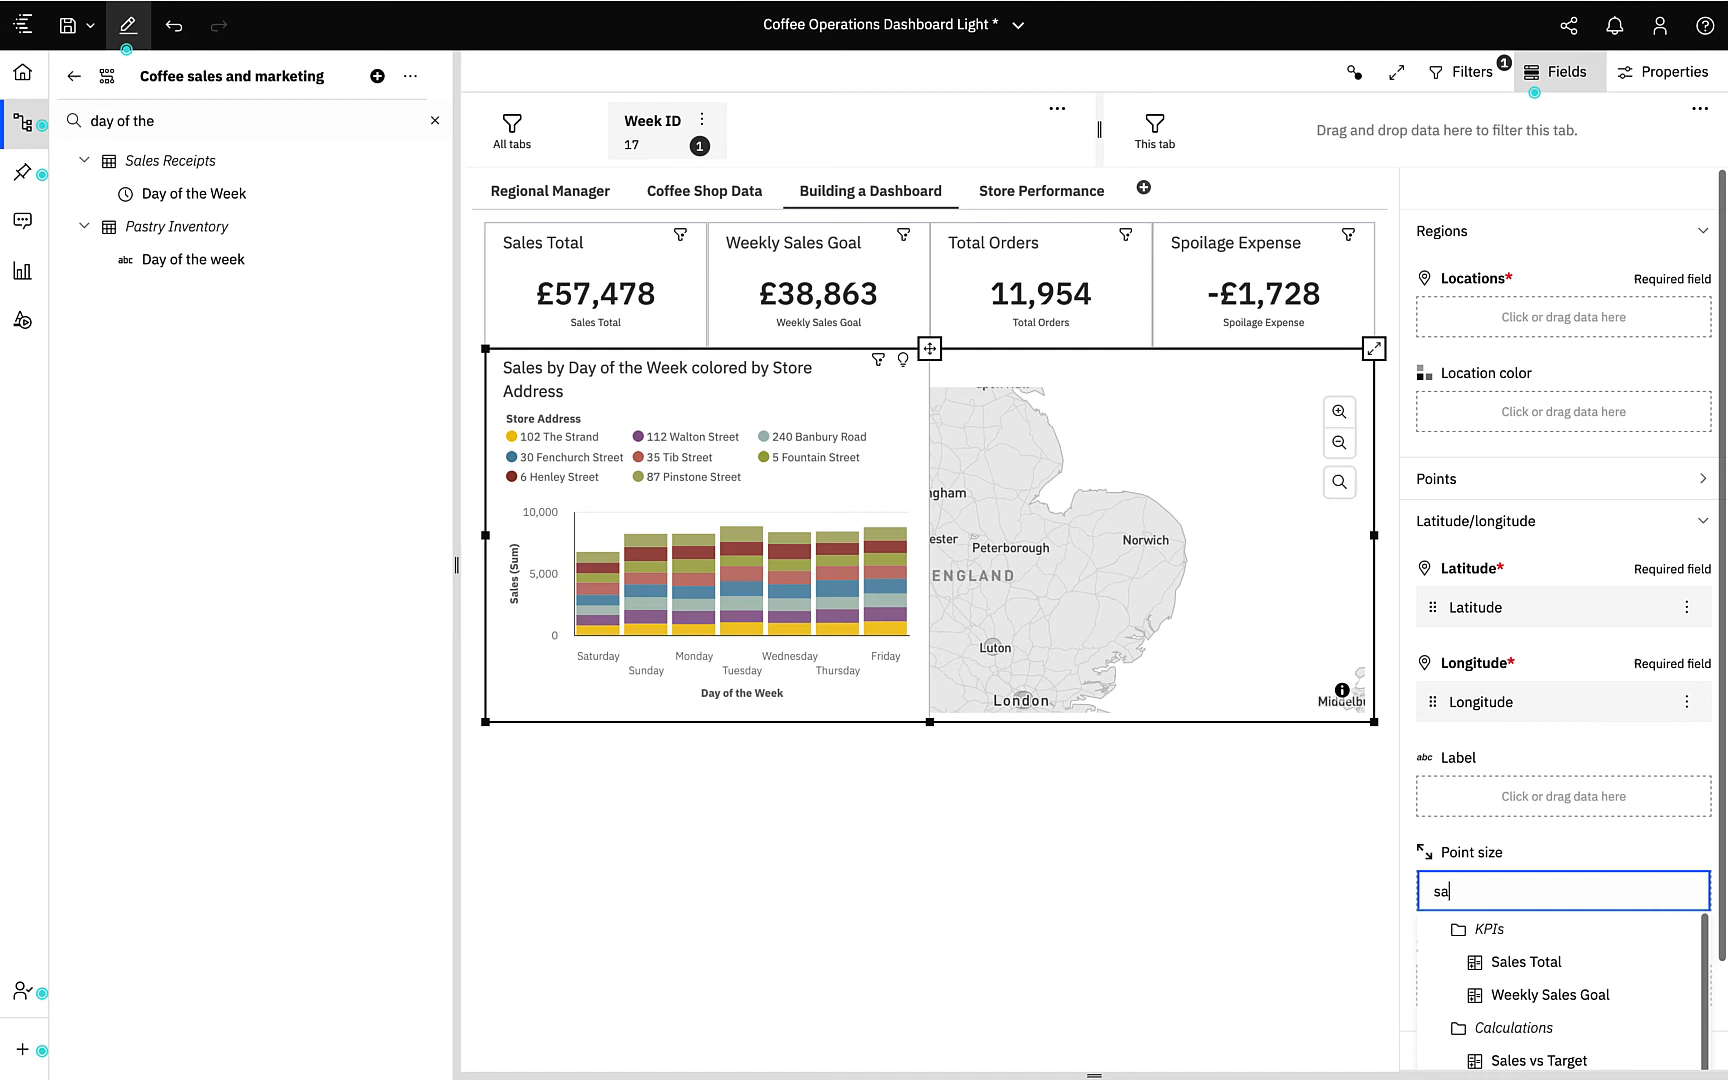 Coffee Operations Dashboard Light *
Coffee sales and marketing
Filters 1
Fields
Properties
day of the
Sales Receipts
Day of the Week
Pastry Inventory
abc Day of the week
All tabs
Week ID
17
1
This tab
Drag and drop data here to filter this tab.
Regional Manager
Coffee Shop Data
Building a Dashboard
Store Performance
Sales Total
£57,478
Sales Total
Weekly Sales Goal
£38,863
Weekly Sales Goal
Total Orders
11,954
Total Orders
Spoilage Expense
-£1,728
Spoilage Expense
Sales by Day of the Week colored by Store
Address
Store Address
102 The Strand
112 Walton Street
240 Banbury Road
30 Fenchurch Street
35 Tib Street
5 Fountain Street
6 Henley Street
87 Pinstone Street
10,000
5,000
0
Sales (Sum)
Saturday
Sunday
Monday
Tuesday
Wednesday
Thursday
Friday
Day of the Week
gham
ester
Peterborough
Norwich
ENGLAND
Luton
London
Middelbu
Regions
Locations*
Required field
Click or drag data here
Location color
Click or drag data here
Points
Latitude/longitude
Latitude*
Required field
Latitude
Longitude*
Required field
Longitude
abc Label
Click or drag data here
Point size
sa
KPIs
Sales Total
Weekly Sales Goal
Calculations
Sales vs Target